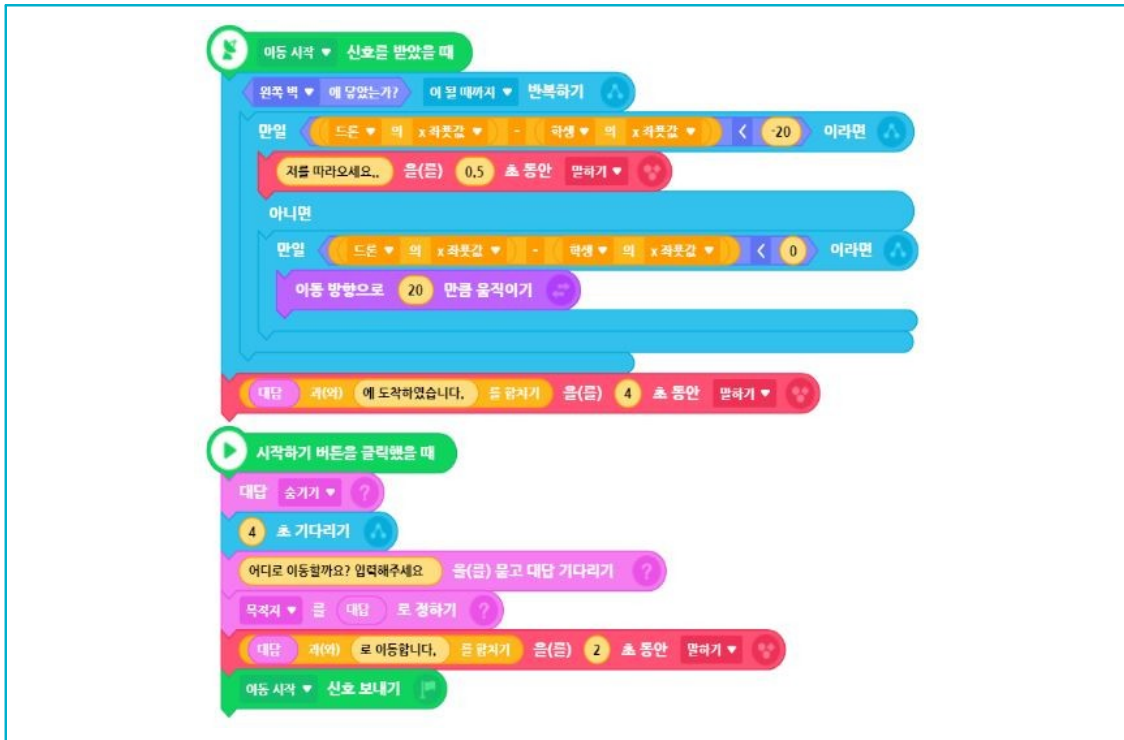 이동 시작 ▼ 신호를 받았을 때
왼쪽 벽 ▼ 에 닿았는가? 이 될 때까지 ▼ 반복하기
만일 드론 ▼ 의 x 좌푯값 ▼ - 학생 ▼ 의 x 좌푯값 ▼ < -20 이라면
저를 따라오세요.. 을(를) 0.5 초 동안 말하기 ▼
아니면
만일 드론 ▼ 의 x 좌푯값 ▼ - 학생 ▼ 의 x 좌푯값 ▼ < 0 이라면
이동 방향으로 20 만큼 움직이기
대답 과(와) 에 도착하였습니다. 를 합치기 을(를) 4 초 동안 말하기 ▼
시작하기 버튼을 클릭했을 때
대답 숨기기 ▼ ?
4 초 기다리기
어디로 이동할까요? 입력해주세요 을(를) 묻고 대답 기다리기 ?
목적지 ▼ 를 대답 로 정하기 ?
대답 과(와) 로 이동합니다. 를 합치기 을(를) 2 초 동안 말하기 ▼
이동 시작 ▼ 신호 보내기